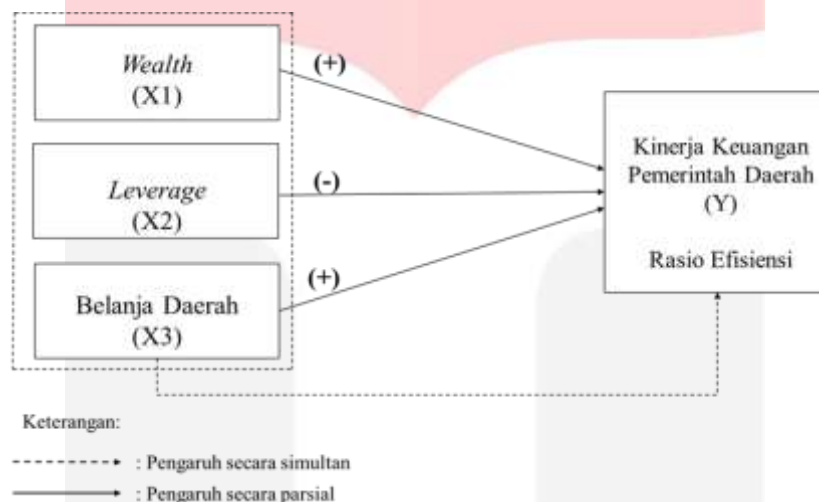 Wealth
(X1)
(+)
Leverage
(X2)
(-)
Belanja Daerah
(X3)
(+)
Kinerja Keuangan
Pemerintah Daerah
(Y)
Rasio Efisiensi
Keterangan:
: Pengaruh secara simultan
: Pengaruh secara parsial